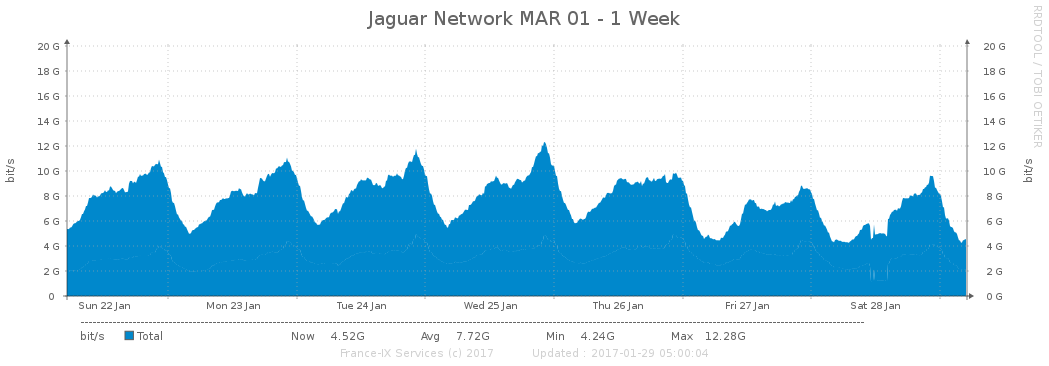 Jaguar Network MAR 01 - 1 Week
RRDTOOL / TOBI OETIKER
bit/s
20 G 20 G
18 G 18 G
16 G 16 G
14 G 14 G
12 G 12 G
10 G 10 G
8 G 8 G
6 G 6 G
4 G 4 G
2 G 2 G
0 0 G
bit/s
Sun 22 Jan Mon 23 Jan Tue 24 Jan Wed 25 Jan Thu 26 Jan Fri 27 Jan Sat 28 Jan
bit/s Total Now 4.52G Avg 7.72G Min 4.24G Max 12.28G
France-IX Services (c) 2017 Updated : 2017-01-29 05:00:04